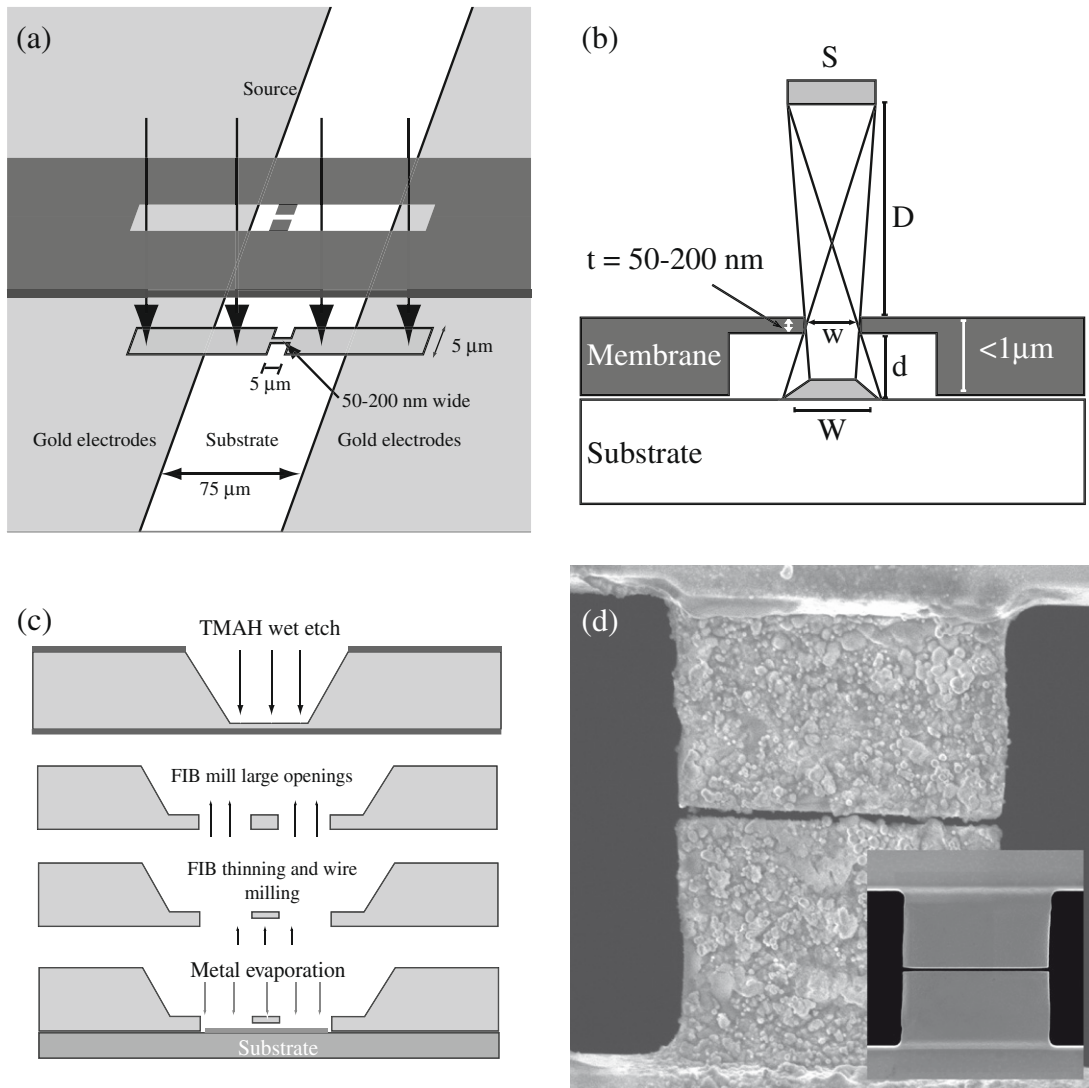 (a)
Source
5 μm
5 μm
50-200 nm wide
Gold electrodes
Substrate
Gold electrodes
75 μm
(b)
S
D
t = 50-200 nm
w
Membrane
d
<1μm
W
Substrate
(c)
TMAH wet etch
FIB mill large openings
FIB thinning and wire
milling
Metal evaporation
Substrate
(d)